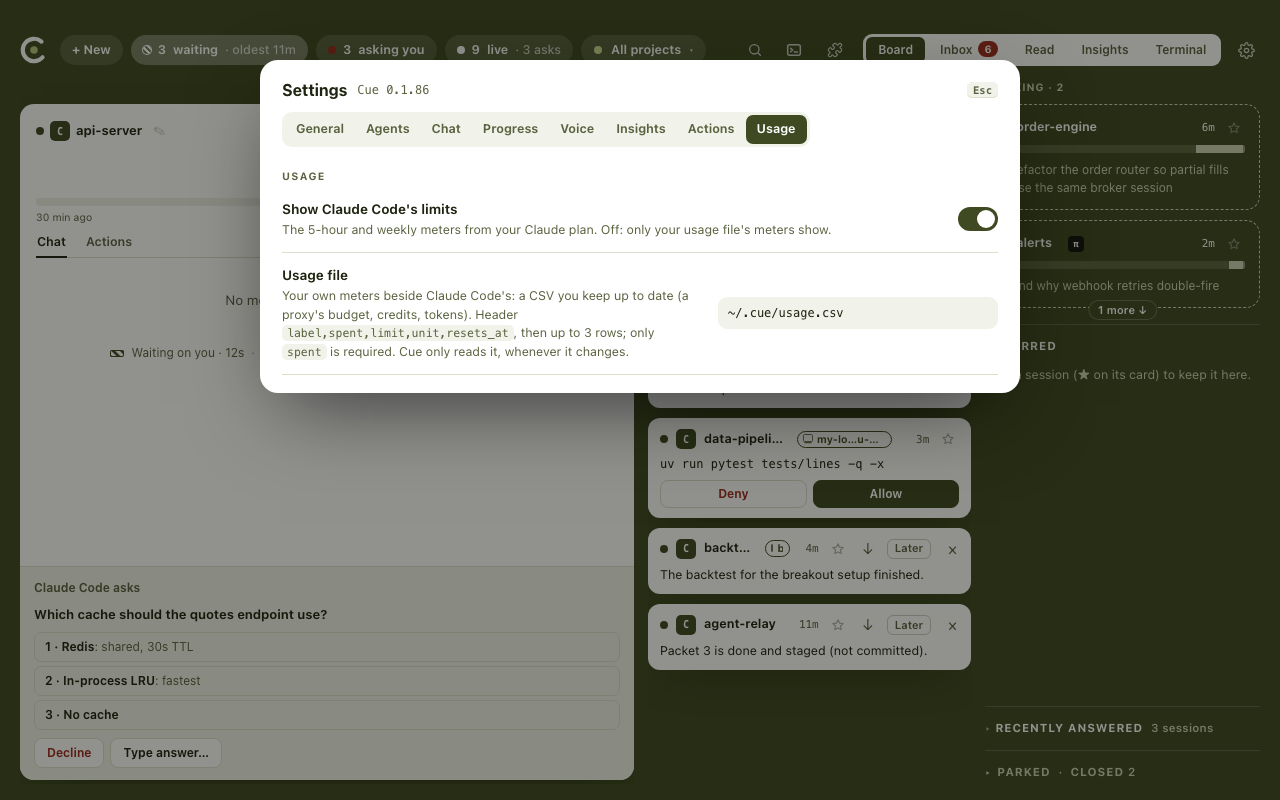 + New
3 waiting · oldest 11m
3 asking you
9 live · 3 asks
All projects
Board
Inbox 6
Read
Insights
Terminal
Settings Cue 0.1.86
Esc
General
Agents
Chat
Progress
Voice
Insights
Actions
Usage
USAGE
Show Claude Code's limits
The 5-hour and weekly meters from your Claude plan. Off: only your usage file's meters show.
Usage file
Your own meters beside Claude Code's: a CSV you keep up to date (a
proxy's budget, credits, tokens). Header
label,spent,limit,unit,resets_at, then up to 3 rows; only
spent is required. Cue only reads it, whenever it changes.
~/.cue/usage.csv
C api-server
30 min ago
Chat
Actions
No
Waiting on you · 12s ·
Claude Code asks
Which cache should the quotes endpoint use?
1 · Redis: shared, 30s TTL
2 · In-process LRU: fastest
3 · No cache
Decline
Type answer...
C data-pipeli... my-lo...u-... 3m
uv run pytest tests/lines -q -x
Deny
Allow
C backt... 4m Later
The backtest for the breakout setup finished.
C agent-relay 11m Later
Packet 3 is done and staged (not committed).
ING · 2
order-engine 6m
efactor the order router so partial fills
se the same broker session
alerts π 2m
nd why webhook retries double-fire
1 more ↓
RRED
session (★ on its card) to keep it here.
RECENTLY ANSWERED 3 sessions
PARKED · CLOSED 2